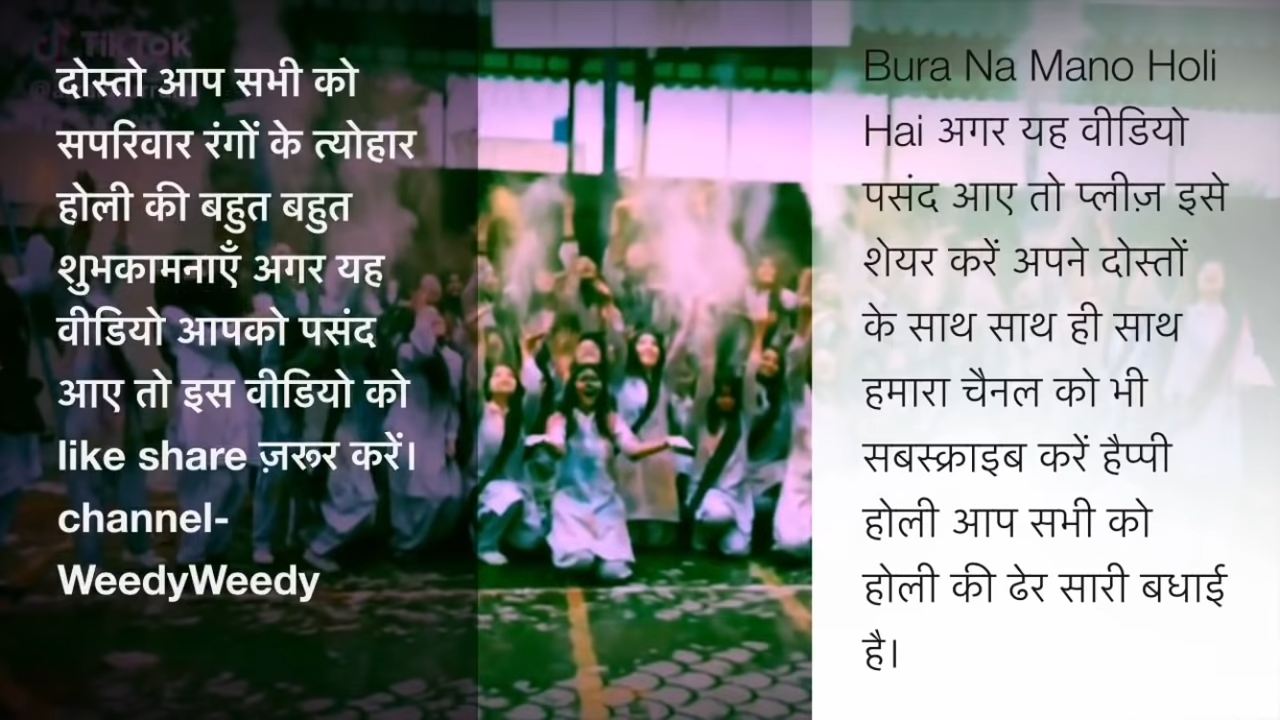 TikTok
दोस्तो आप सभी को
सपरिवार रंगों के त्योहार
होली की बहुत बहुत
शुभकामनाएँ अगर यह
वीडियो आपको पसंद
आए तो इस वीडियो को
like share ज़रूर करें।
channel-
WeedyWeedy
Bura Na Mano Holi
Hai अगर यह वीडियो
पसंद आए तो प्लीज़ इसे
शेयर करें अपने दोस्तों
के साथ साथ ही साथ
हमारा चैनल को भी
सबस्क्राइब करें हैप्पी
होली आप सभी को
होली की ढेर सारी बधाई
है।